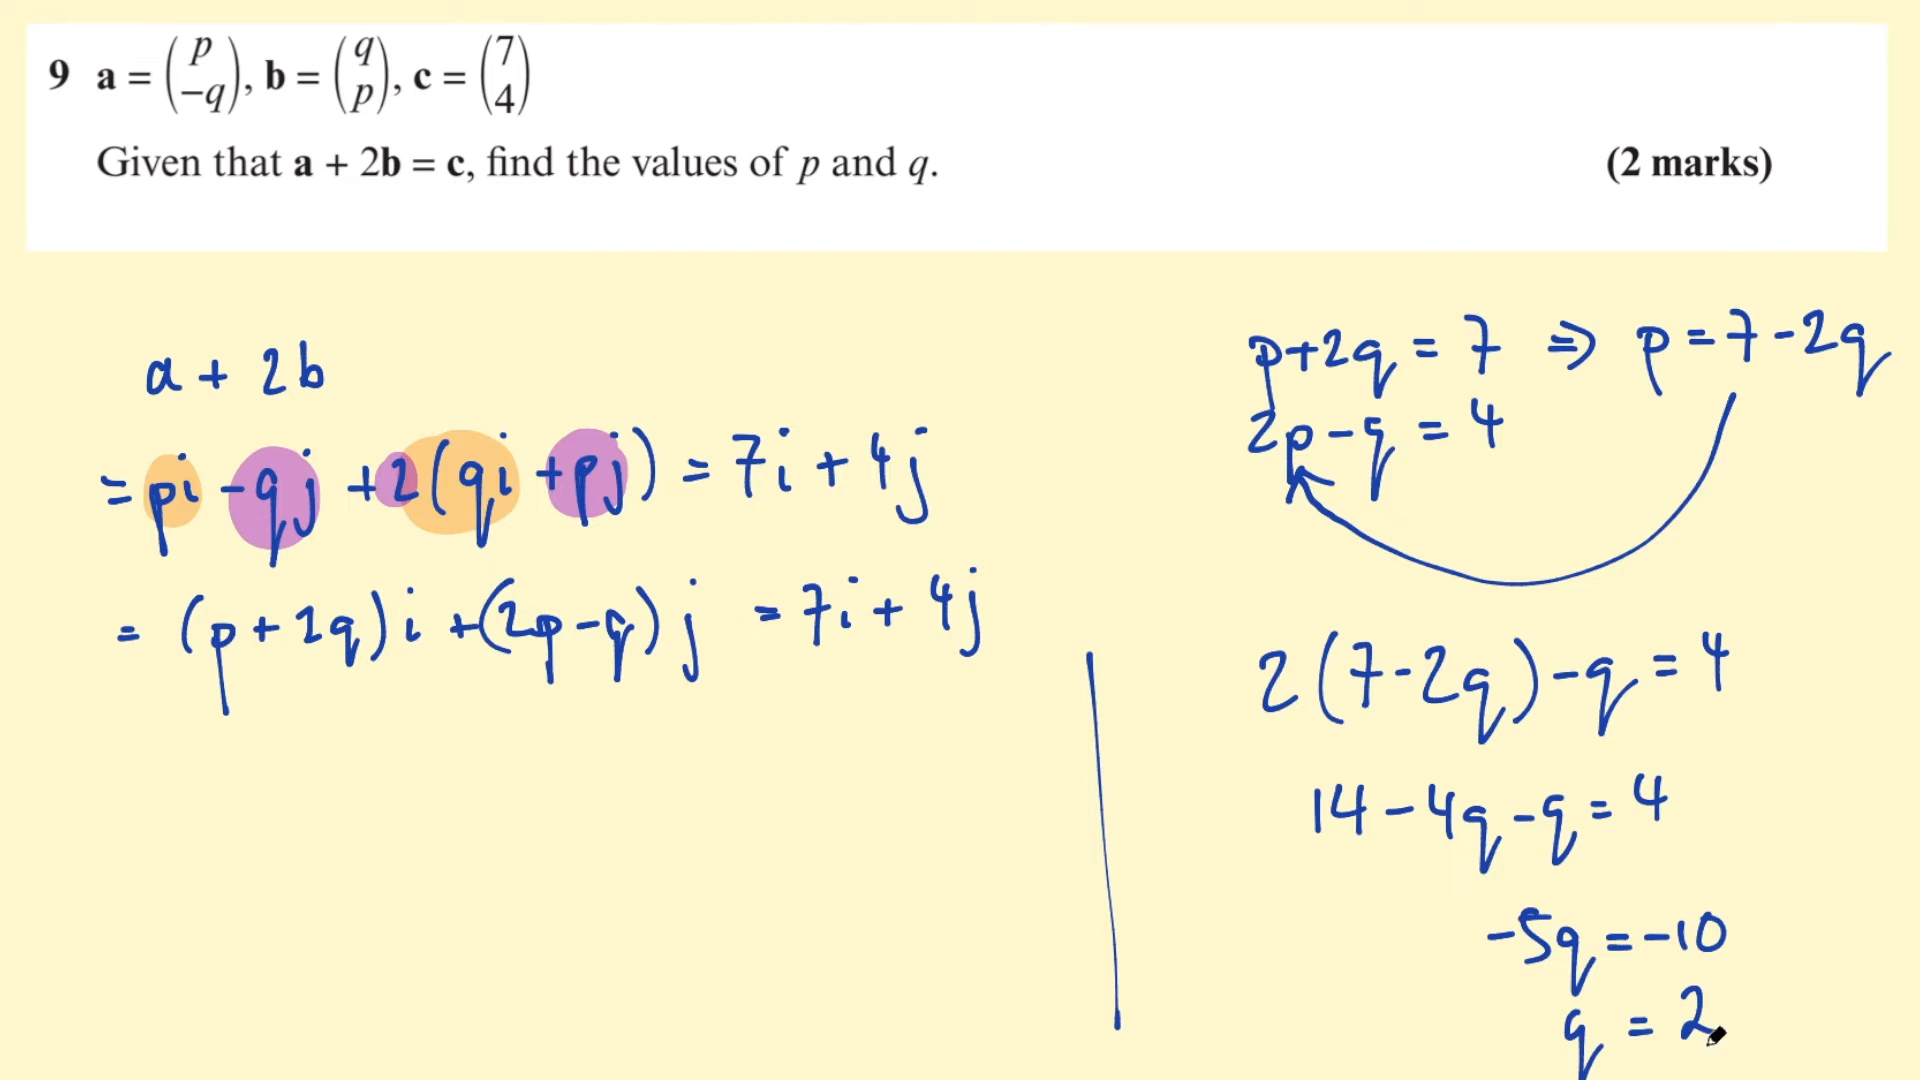 9 a = (p −q), b = (q p), c = (7 4)
Given that a + 2b = c, find the values of p and q.
(2 marks)
a + 2b
= pi - qj + 2(qi + pj) = 7i + 4j
= (p + 2q)i + (2p - q)j = 7i + 4j
p + 2q = 7 ⇒ p = 7 - 2q
2p - q = 4
2(7 - 2q) - q = 4
14 - 4q - q = 4
-5q = -10
q = 2